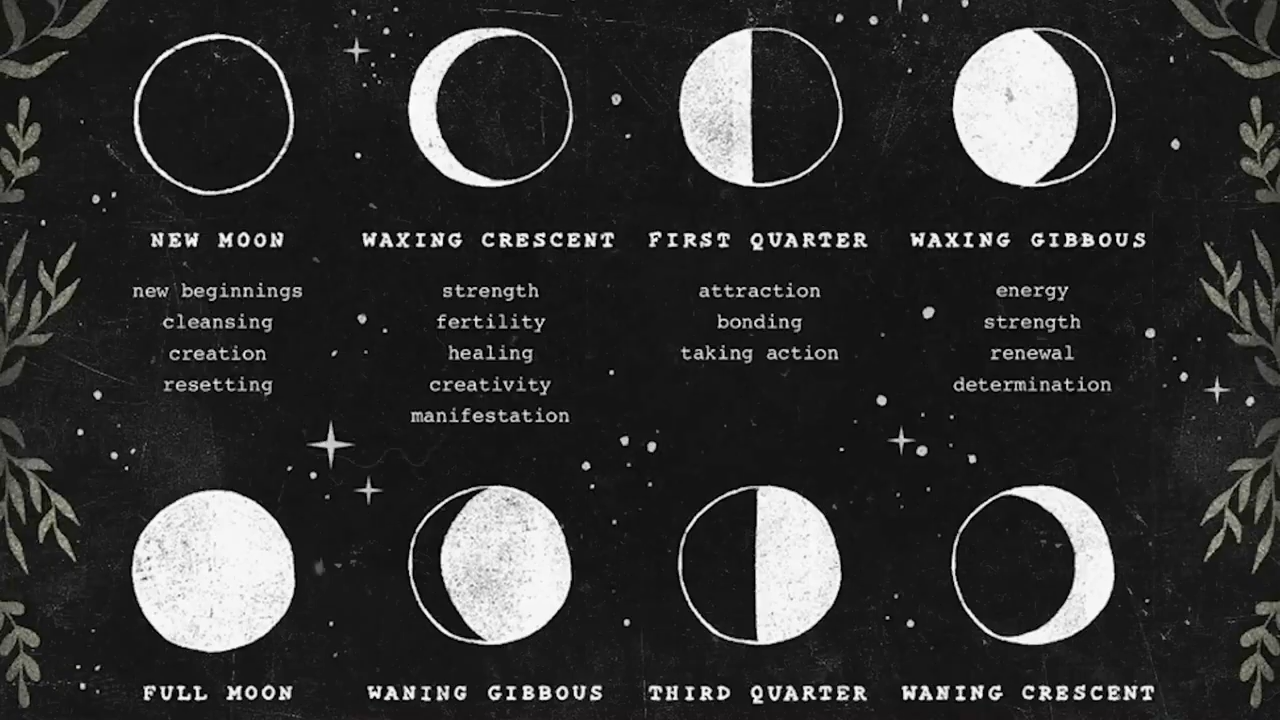 NEW MOON
new beginnings
cleansing
creation
resetting
WAXING CRESCENT
strength
fertility
healing
creativity
manifestation
FIRST QUARTER
attraction
bonding
taking action
WAXING GIBBOUS
energy
strength
renewal
determination
FULL MOON
WANING GIBBOUS
THIRD QUARTER
WANING CRESCENT